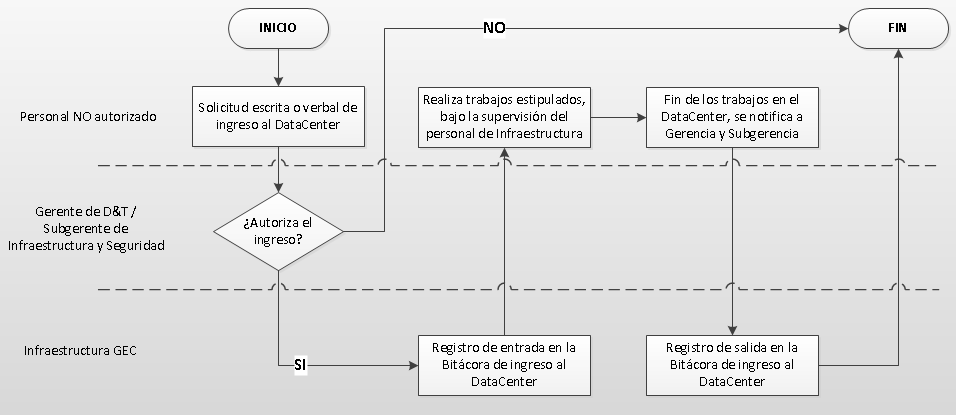 INICIO
NO
FIN
Personal NO autorizado
Solicitud escrita o verbal de
ingreso al DataCenter
Realiza trabajos estipulados,
bajo la supervisión del
personal de Infraestructura
Fin de los trabajos en el
DataCenter, se notifica a
Gerencia y Subgerencia
Gerente de D&T /
Subgerente de
Infraestructura y Seguridad
¿Autoriza el
ingreso?
Infraestructura GEC
SI
Registro de entrada en la
Bitácora de ingreso al
DataCenter
Registro de salida en la
Bitácora de ingreso al
DataCenter